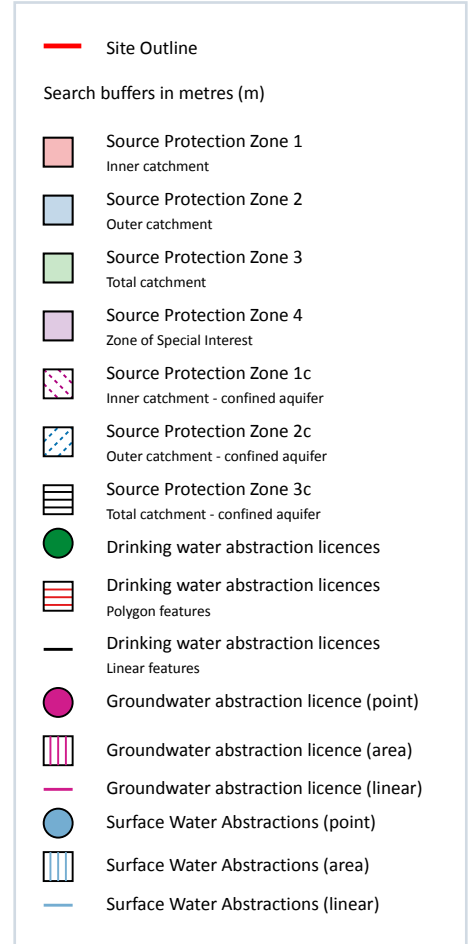 Site Outline
Search buffers in metres (m)
Source Protection Zone 1
Inner catchment
Source Protection Zone 2
Outer catchment
Source Protection Zone 3
Total catchment
Source Protection Zone 4
Zone of Special Interest
Source Protection Zone 1c
Inner catchment - confined aquifer
Source Protection Zone 2c
Outer catchment - confined aquifer
Source Protection Zone 3c
Total catchment - confined aquifer
Drinking water abstraction licences
Drinking water abstraction licences
Polygon features
Drinking water abstraction licences
Linear features
Groundwater abstraction licence (point)
Groundwater abstraction licence (area)
Groundwater abstraction licence (linear)
Surface Water Abstractions (point)
Surface Water Abstractions (area)
Surface Water Abstractions (linear)